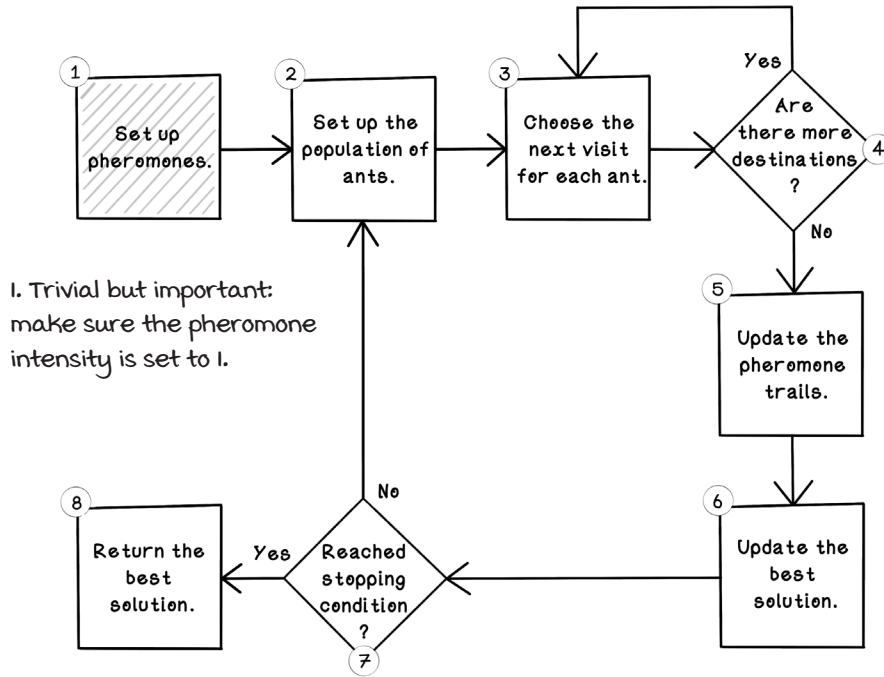 1
Set up
pheromones.
2
Set up the
population of
ants.
3
Choose the
next visit
for each ant.
Yes
Are
there more
destinations
?
4
No
1. Trivial but important:
make sure the pheromone
intensity is set to 1.
5
Update the
pheromone
trails.
6
Update the
best
solution.
No
7
Reached
stopping
condition
?
Yes
8
Return the
best
solution.